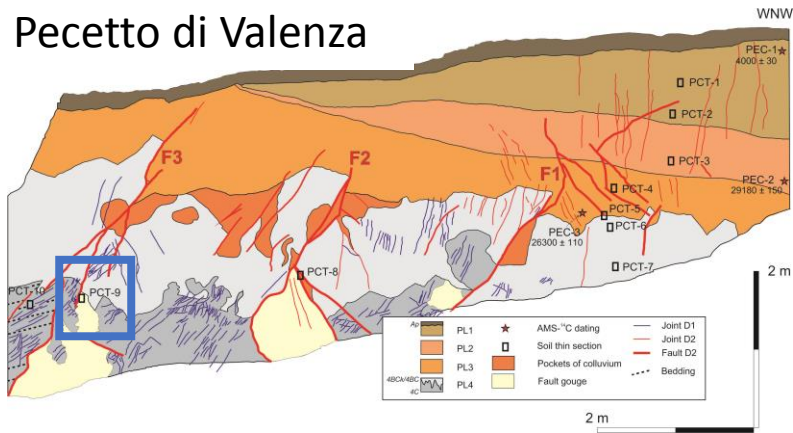 Pecetto di Valenza
WNW
PEC-1
4000 ± 30
PCT-1
PCT-2
F3
F2
F1
PCT-3
PEC-2
29180 ± 150
PCT-4
PCT-5
PCT-6
PEC-3
26300 ± 110
PCT-7
PCT-8
PCT-10
PCT-9
2 m
Ap
PL1
PL2
PL3
4BCk/4BC
4C
PL4
AMS-¹⁴C dating
Soil thin section
Pockets of colluvium
Fault gouge
Joint D1
Joint D2
Fault D2
Bedding
2 m